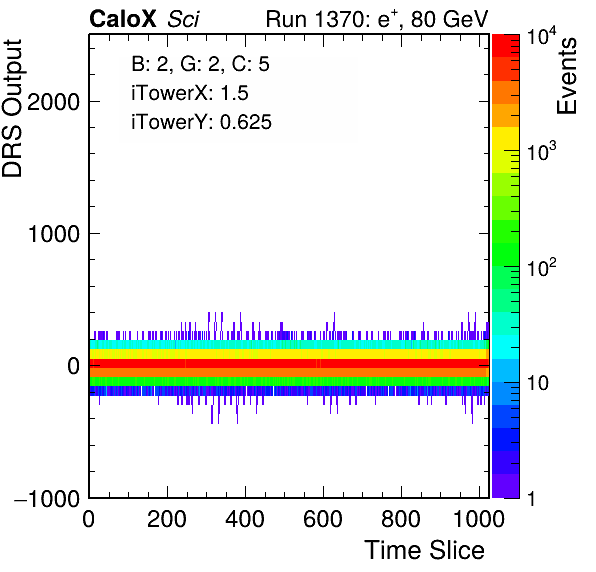 CaloX Sci
Run 1370: e⁺, 80 GeV
DRS Output
B: 2, G: 2, C: 5
iTowerX: 1.5
iTowerY: 0.625
2000
1000
0
−1000
0 200 400 600 800 1000
Time Slice
10⁴
10³
10²
10
1
Events